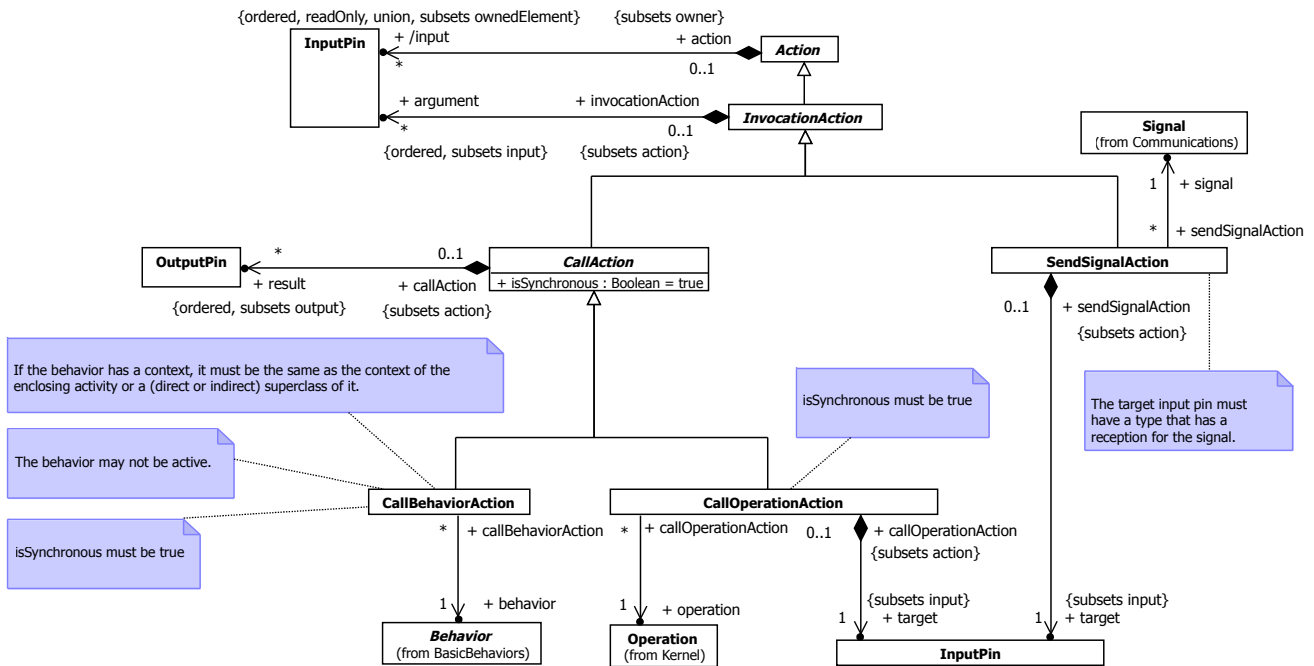 {ordered, readOnly, union, subsets ownedElement}
{subsets owner}
InputPin
+ /input
+ action
Action
*
0..1
+ argument
+ invocationAction
InvocationAction
*
0..1
{ordered, subsets input}
{subsets action}
Signal
(from Communications)
1
+ signal
*
+ sendSignalAction
OutputPin
*
0..1
CallAction
+ isSynchronous : Boolean = true
SendSignalAction
+ result
+ callAction
{ordered, subsets output}
{subsets action}
0..1
+ sendSignalAction
{subsets action}
If the behavior has a context, it must be the same as the context of the
enclosing activity or a (direct or indirect) superclass of it.
isSynchronous must be true
The target input pin must
have a type that has a
reception for the signal.
The behavior may not be active.
CallBehaviorAction
CallOperationAction
isSynchronous must be true
*
+ callBehaviorAction
*
+ callOperationAction
0..1
+ callOperationAction
{subsets action}
1
+ behavior
1
+ operation
{subsets input}
1
+ target
{subsets input}
1
+ target
Behavior
(from BasicBehaviors)
Operation
(from Kernel)
InputPin